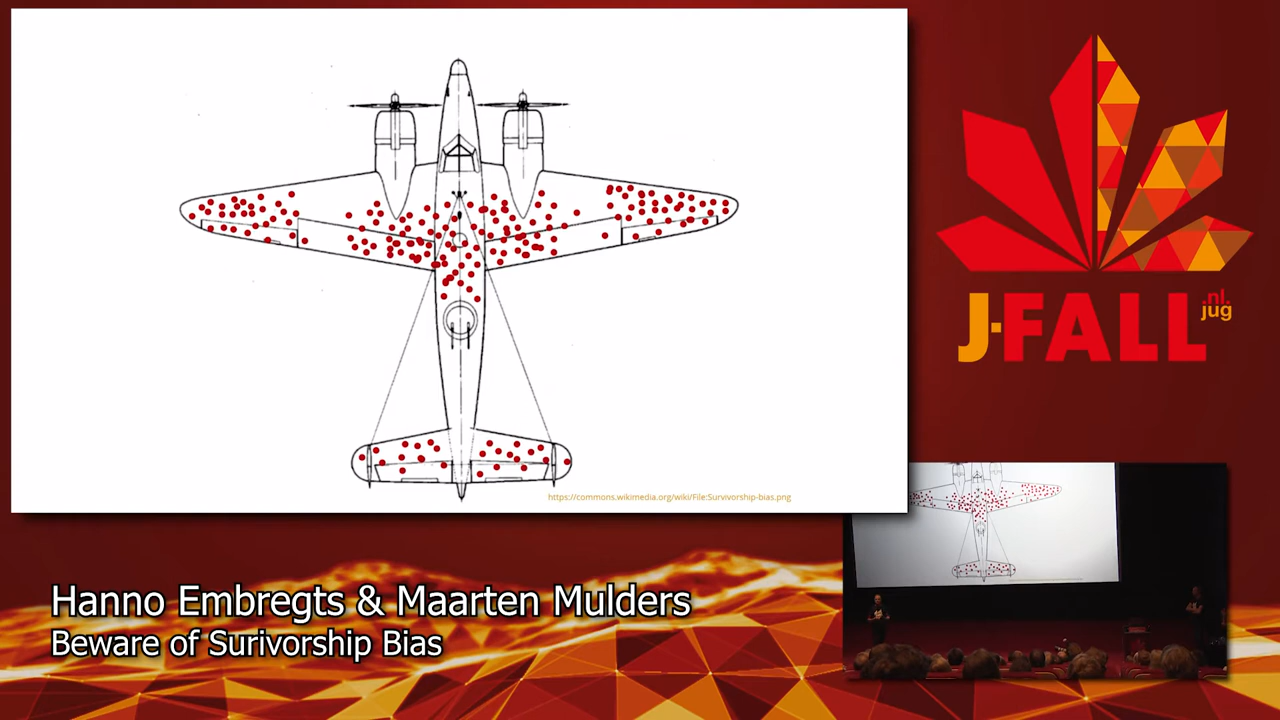 https://commons.wikimedia.org/wiki/File:Survivorship-bias.png
J-FALL
.nl
jug
Hanno Embregts & Maarten Mulders
Beware of Surivorship Bias